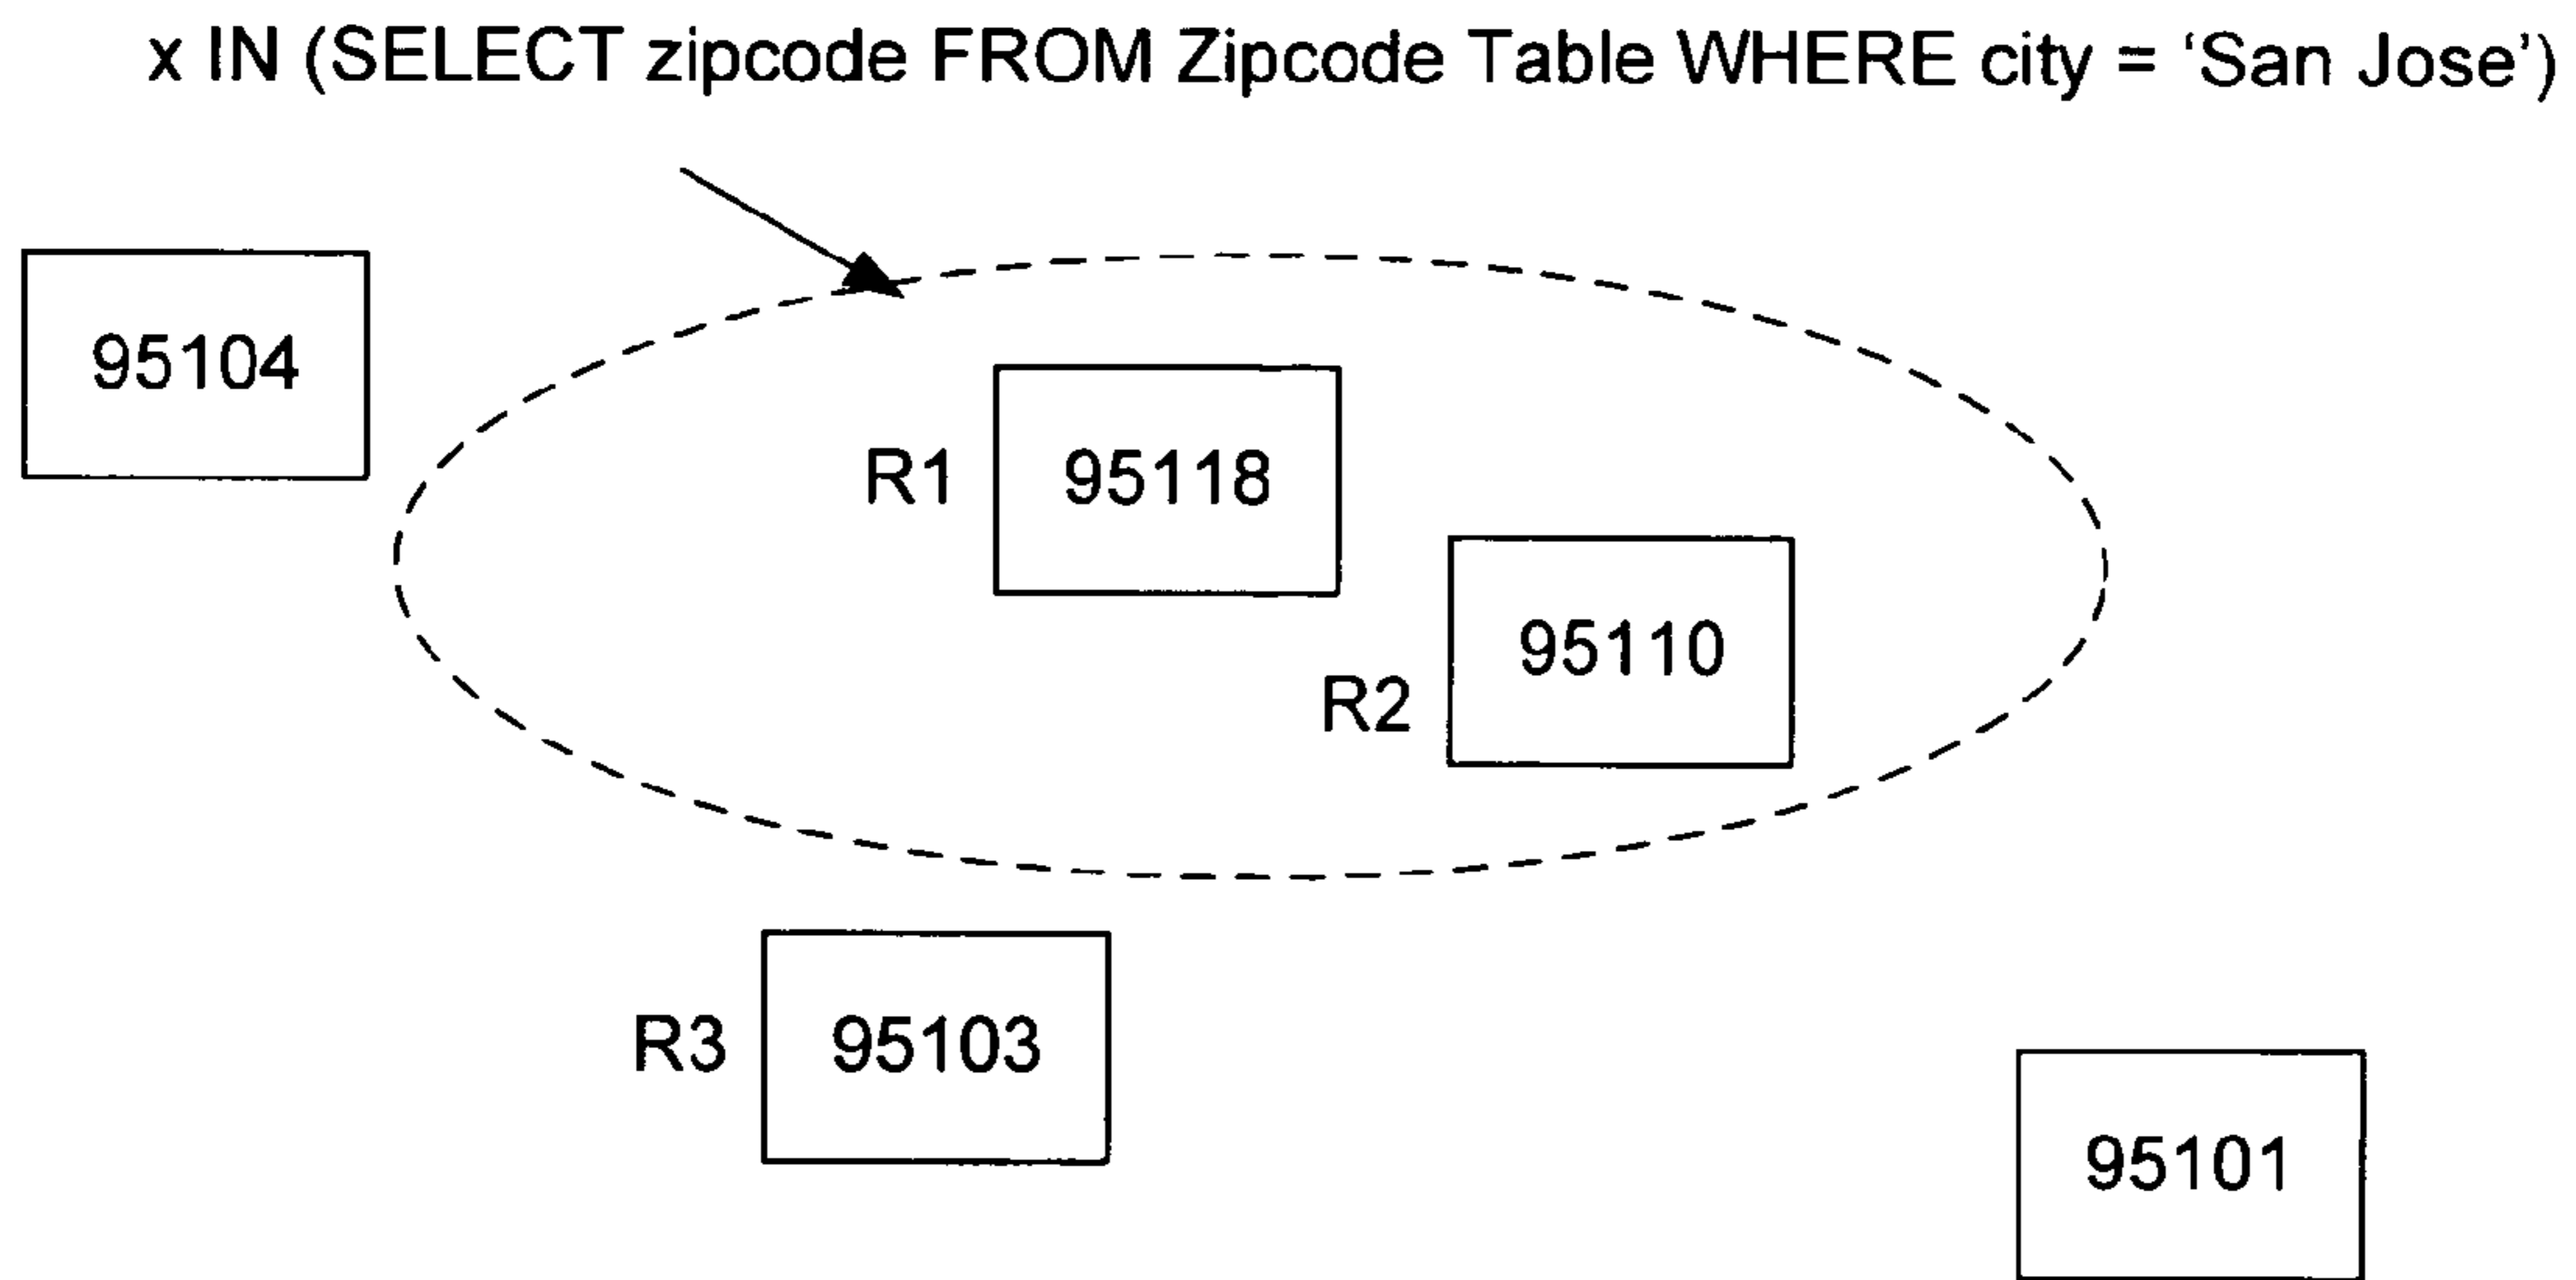 x IN (SELECT zipcode FROM Zipcode Table WHERE city = ‘San Jose’)
95104
R1 95118
R2 95110
R3 95103
95101